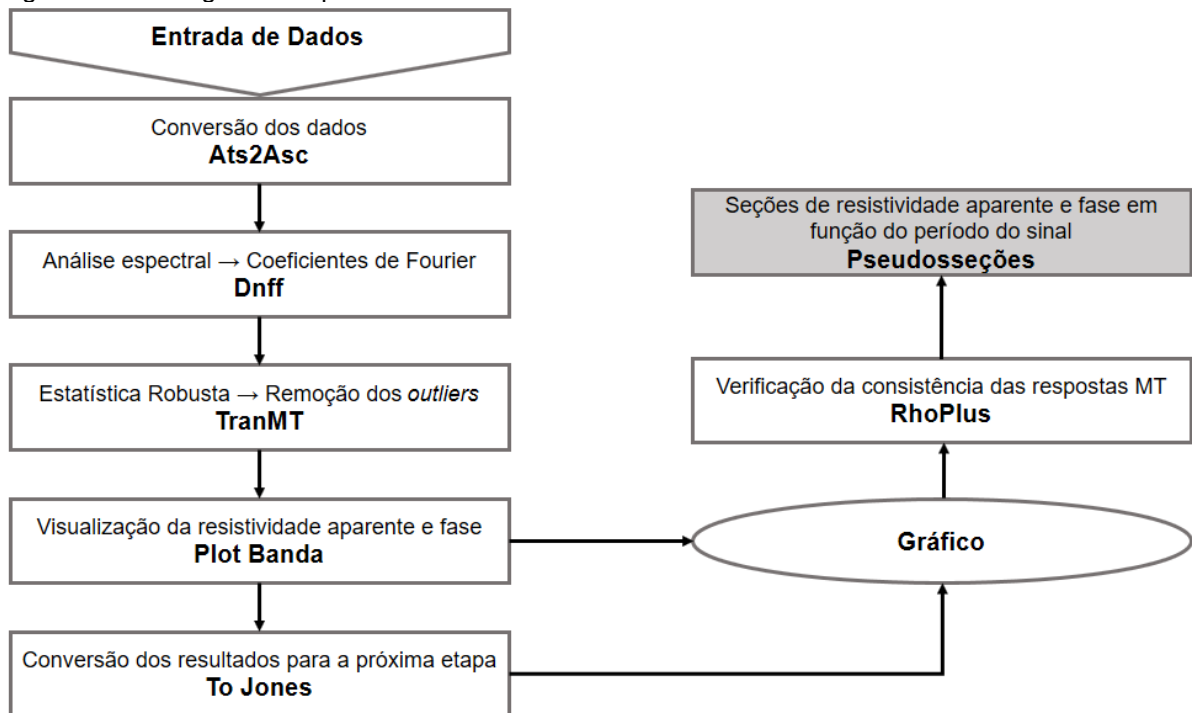 Entrada de Dados
Conversão dos dados
Ats2Asc
Análise espectral → Coeficientes de Fourier
Dnff
Estatística Robusta → Remoção dos outliers
TranMT
Visualização da resistividade aparente e fase
Plot Banda
Conversão dos resultados para a próxima etapa
To Jones
Seções de resistividade aparente e fase em
função do período do sinal
Pseudosseções
Verificação da consistência das respostas MT
RhoPlus
Gráfico